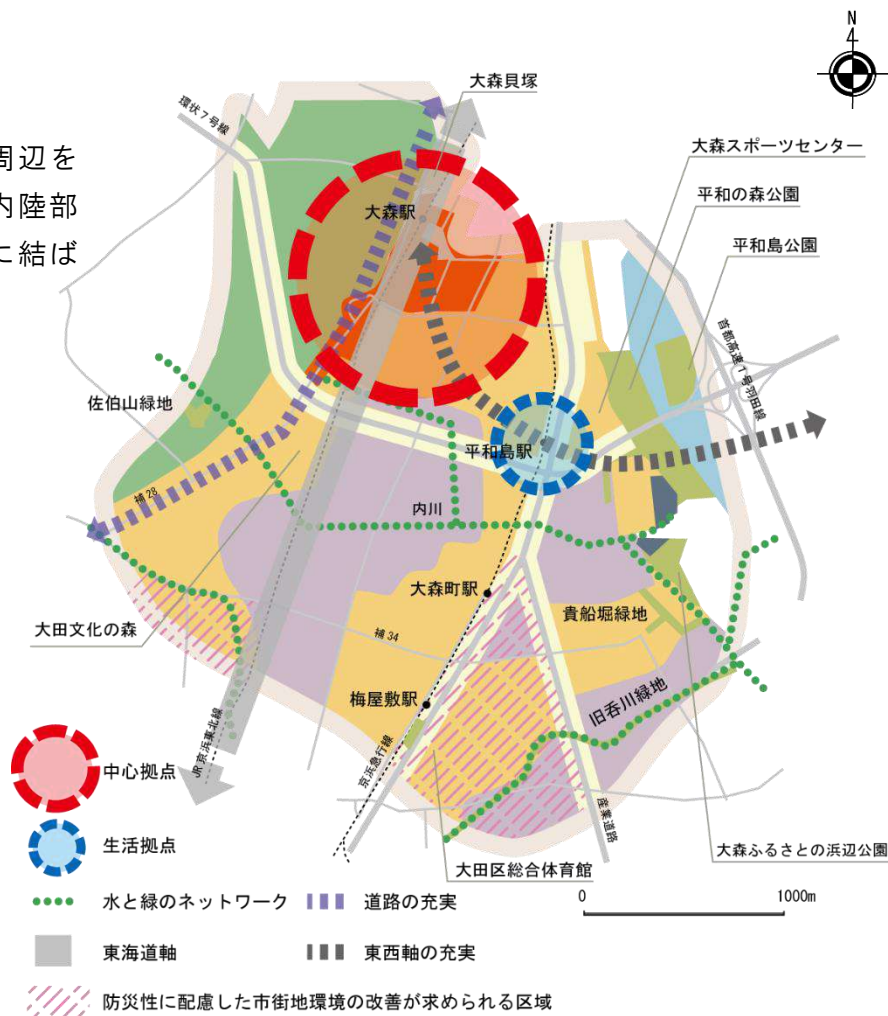 N
大森貝塚
環状7号線
周辺を
内陸部
に結ば
大森スポーツセンター
平和の森公園
平和島公園
大森駅
首都高速1号羽田線
佐伯山緑地
平和島駅
補28
内川
大森町駅
貴船堀緑地
大田文化の森
補34
梅屋敷駅
旧呑川緑地
JR京浜東北線
京浜急行線
産業道路
大田区総合体育館
大森ふるさとの浜辺公園
中心拠点
生活拠点
水と緑のネットワーク
道路の充実
東海道軸
東西軸の充実
防災性に配慮した市街地環境の改善が求められる区域
0 1000m